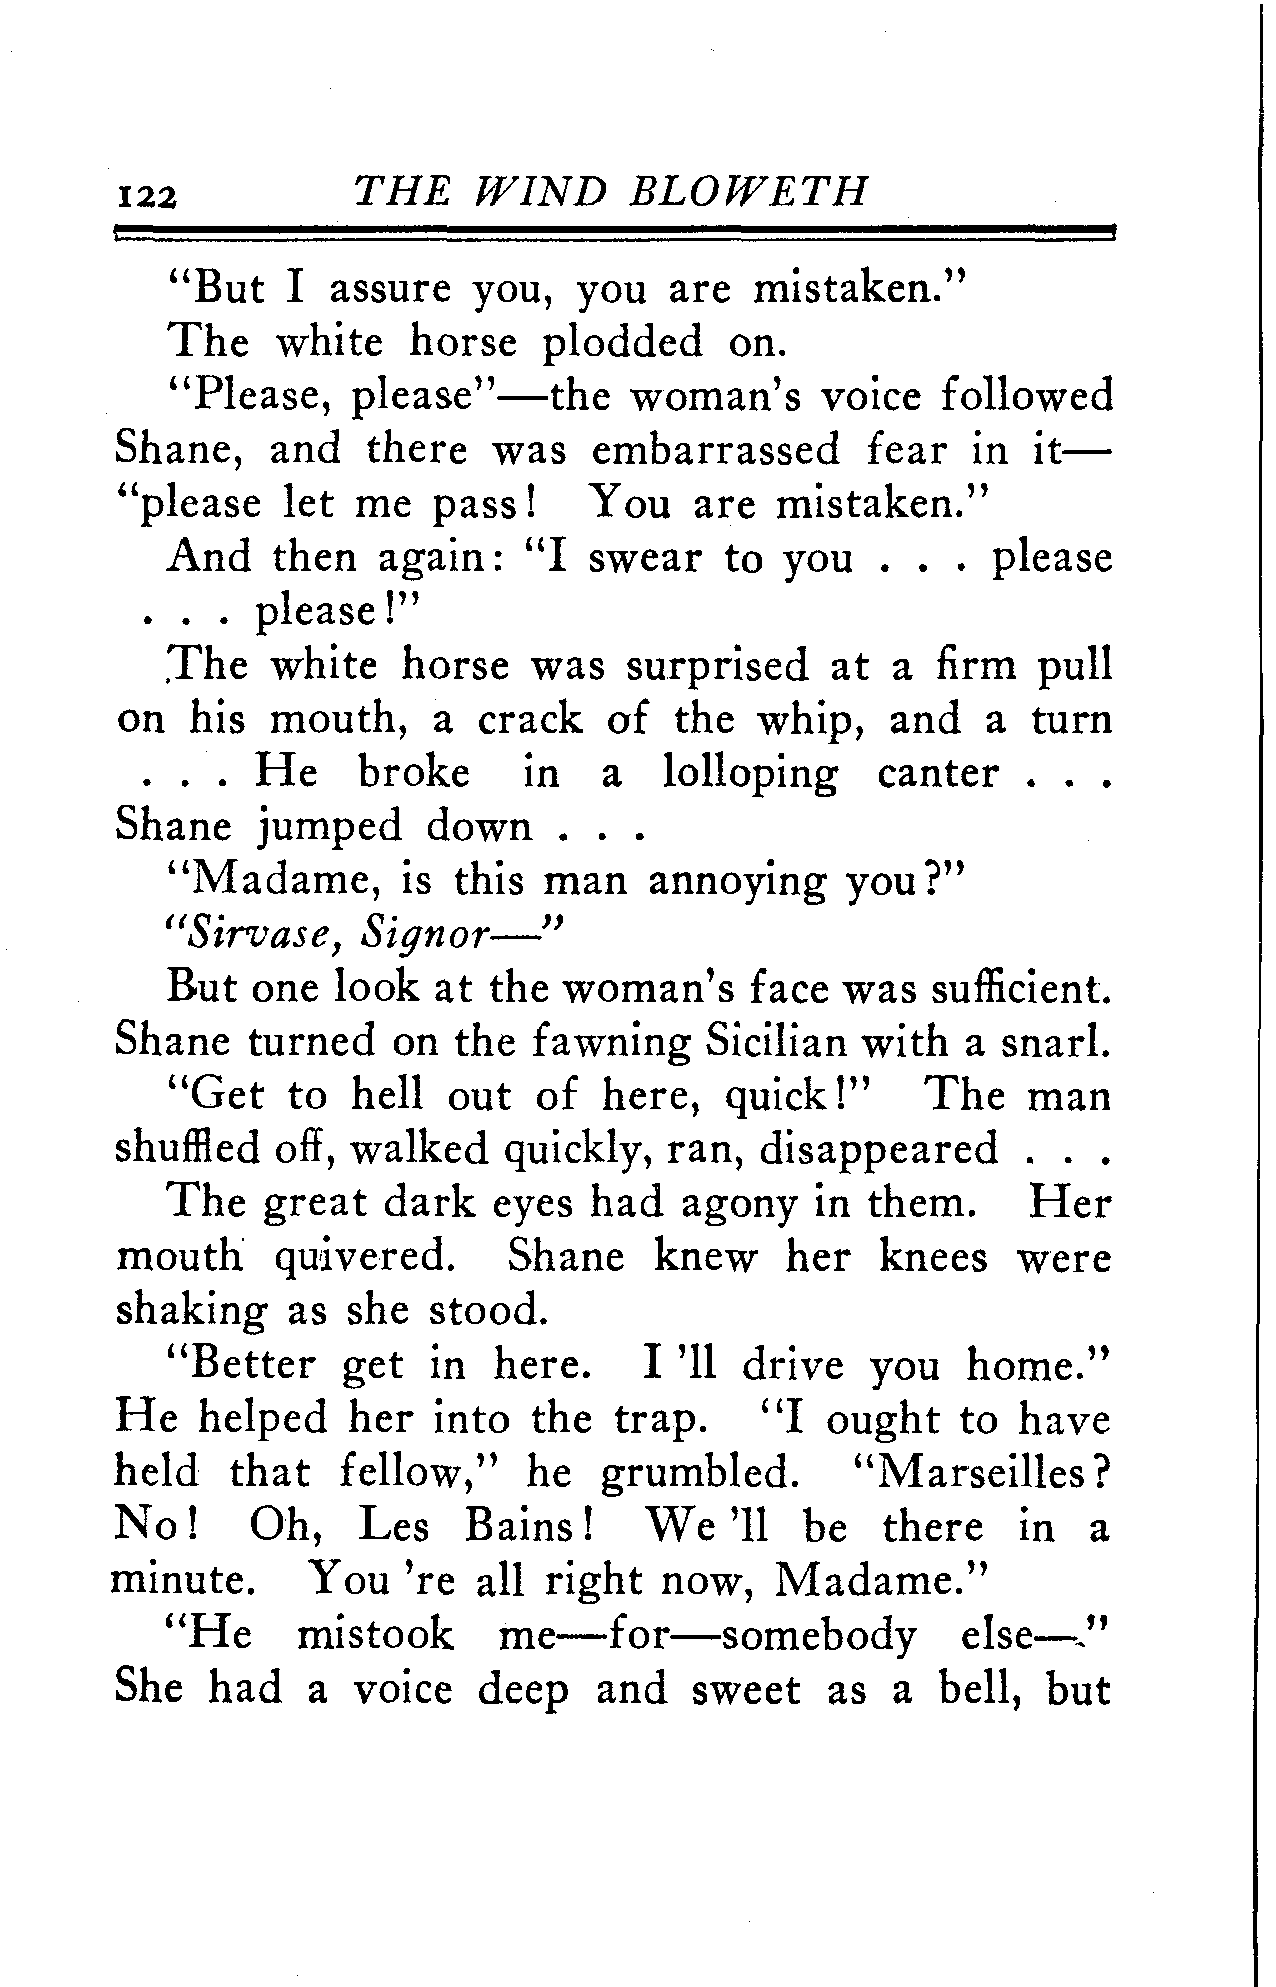 122 THE WIND BLOWETH
"But I assure you, you are mistaken."
The white horse plodded on.
"Please, please"—the woman's voice followed
Shane, and there was embarrassed fear in it—
"please let me pass! You are mistaken."
And then again: "I swear to you . . . please
. . . please!"
The white horse was surprised at a firm pull
on his mouth, a crack of the whip, and a turn
. . . He broke in a lolloping canter . . .
Shane jumped down . . .
"Madame, is this man annoying you?"
"Sirvase, Signor—"
But one look at the woman's face was sufficient.
Shane turned on the fawning Sicilian with a snarl.
"Get to hell out of here, quick!" The man
shuffled off, walked quickly, ran, disappeared . . .
The great dark eyes had agony in them. Her
mouth quivered. Shane knew her knees were
shaking as she stood.
"Better get in here. I 'll drive you home."
He helped her into the trap. "I ought to have
held that fellow," he grumbled. "Marseilles?
No! Oh, Les Bains! We 'll be there in a
minute. You 're all right now, Madame."
"He mistook me—for—somebody else—."
She had a voice deep and sweet as a bell, but